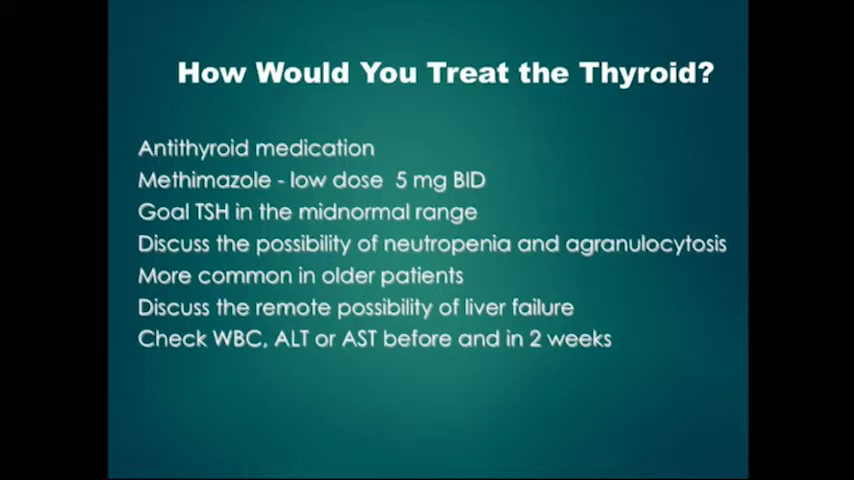 How Would You Treat the Thyroid?
Antithyroid medication
Methimazole - low dose 5 mg BID
Goal TSH in the midnormal range
Discuss the possibility of neutropenia and agranulocytosis
More common in older patients
Discuss the remote possibility of liver failure
Check WBC, ALT or AST before and in 2 weeks